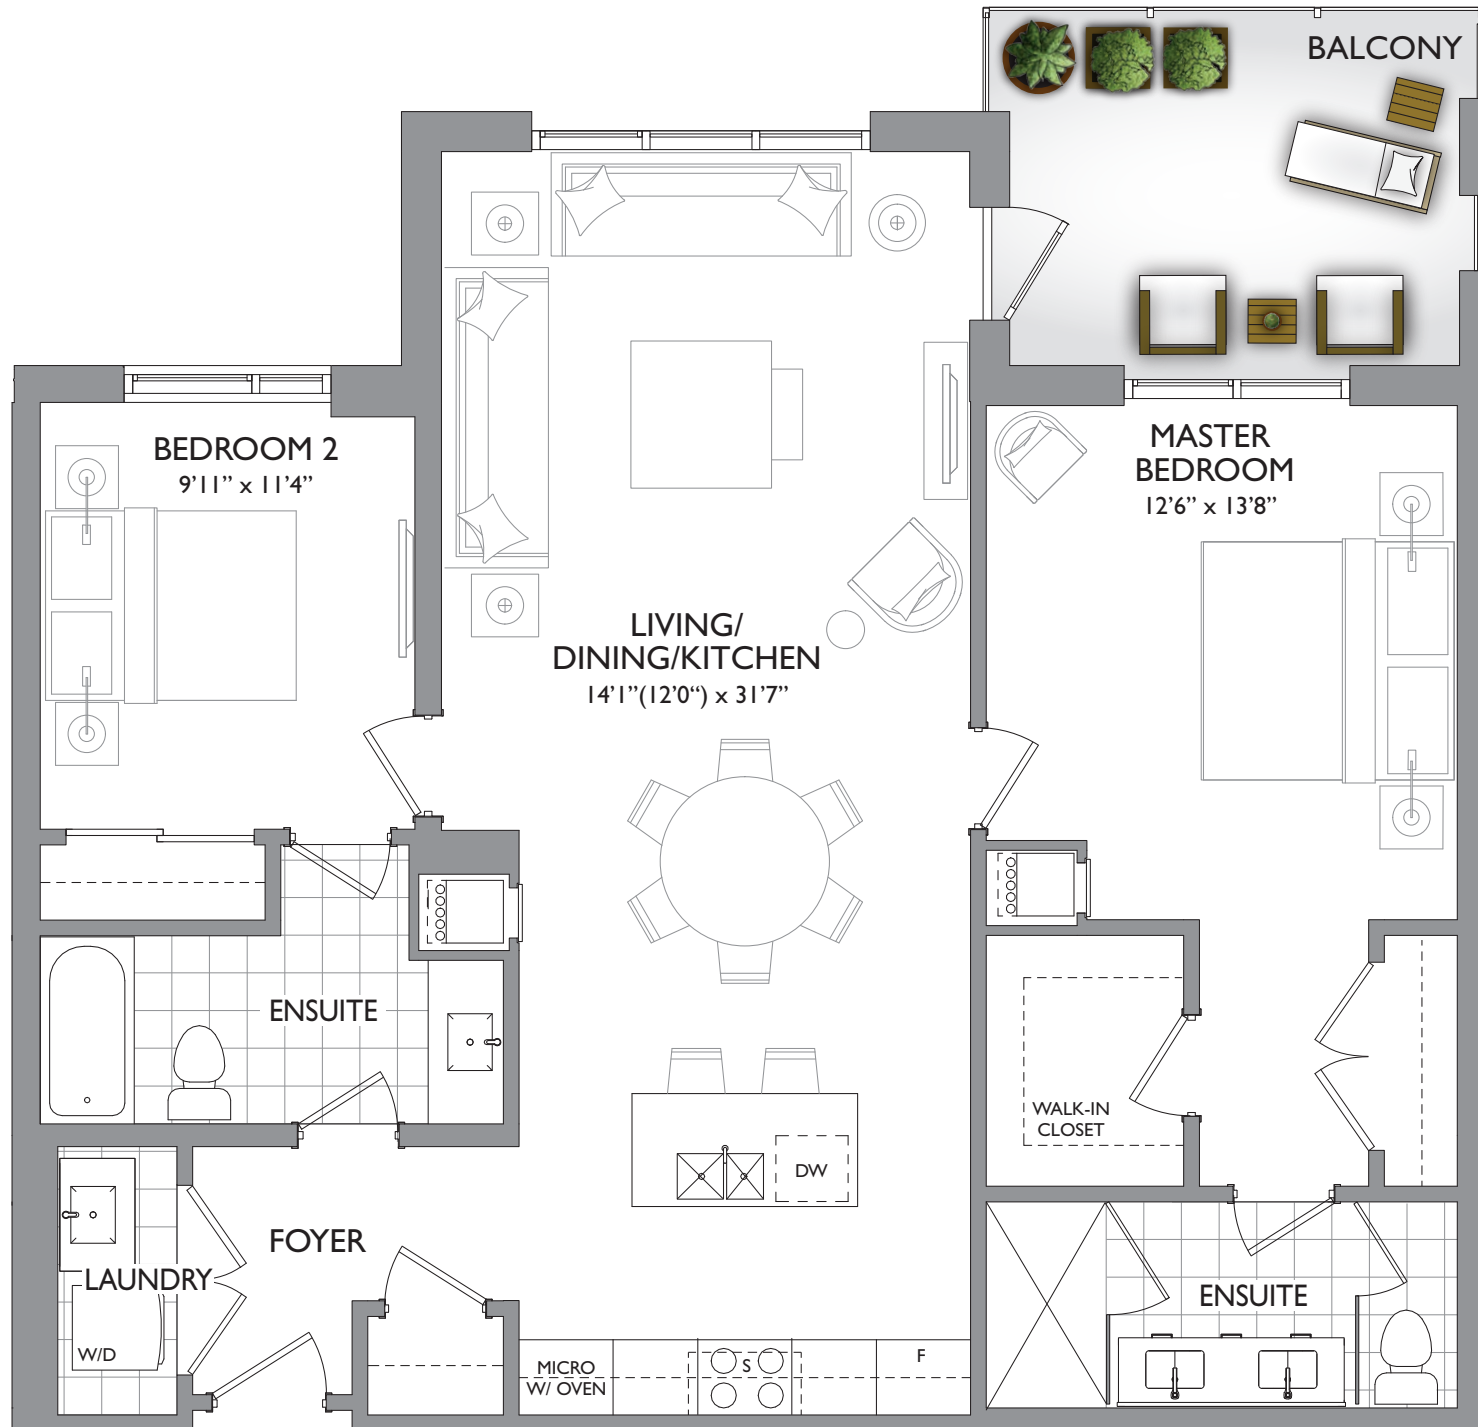 BALCONY
BEDROOM 2
9'11" x 11'4"
MASTER
BEDROOM
12'6" x 13'8"
LIVING/
DINING/KITCHEN
14'1"(12'0") x 31'7"
ENSUITE
WALK-IN
CLOSET
DW
FOYER
LAUNDRY
W/D
ENSUITE
MICRO
W/ OVEN
S
F